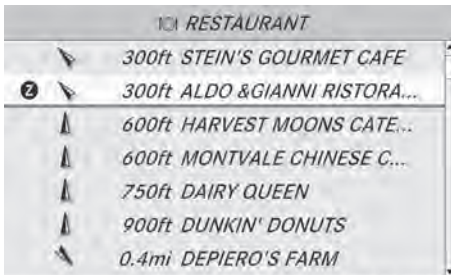 RESTAURANT
300ft STEIN'S GOURMET CAFE
Z 300ft ALDO &GIANNI RISTORA...
600ft HARVEST MOONS CATE...
600ft MONTVALE CHINESE C...
750ft DAIRY QUEEN
900ft DUNKIN' DONUTS
0.4mi DEPIERO'S FARM